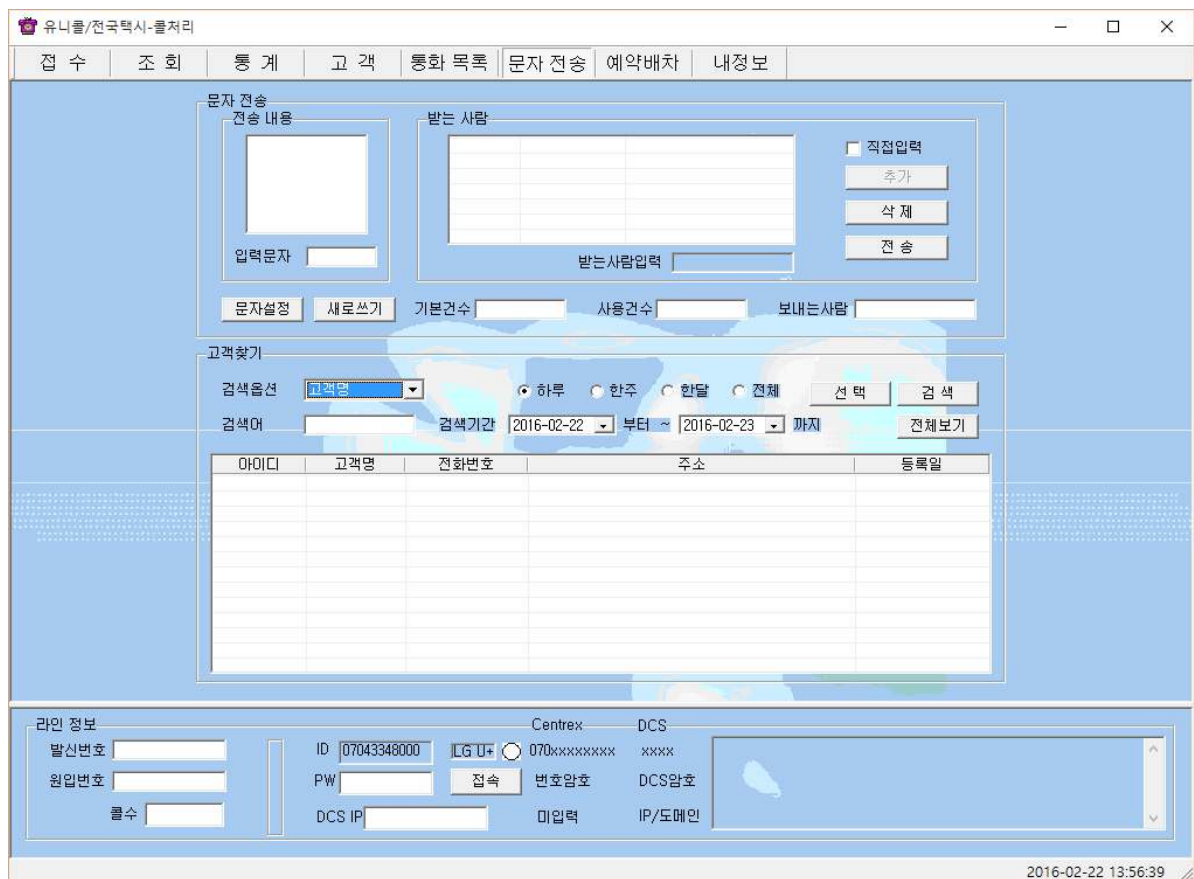 유니콜/전국택시-콜처리
접 수 조 회 통 계 고 객 통화 목록 문자 전송 예약배차 내정보
문자 전송
전송 내용 받는 사람
직접입력
추가
삭 제
전 송
입력문자 받는사람입력
문자설정 새로쓰기 기본건수 사용건수 보내는사람
고객찾기
검색옵션 고객명 하루 한주 한달 전체 선 택 검 색
검색어 검색기간 2016-02-22 부터 ~ 2016-02-23 까지 전체보기
아이디 고객명 전화번호 주소 등록일
라인 정보 Centrex DCS
발신번호 ID 07043348000 LG U+ 070xxxxxxxx xxxx
원입번호 PW 접속 번호암호 DCS암호
콜수 DCS IP 미입력 IP/도메인
2016-02-22 13:56:39